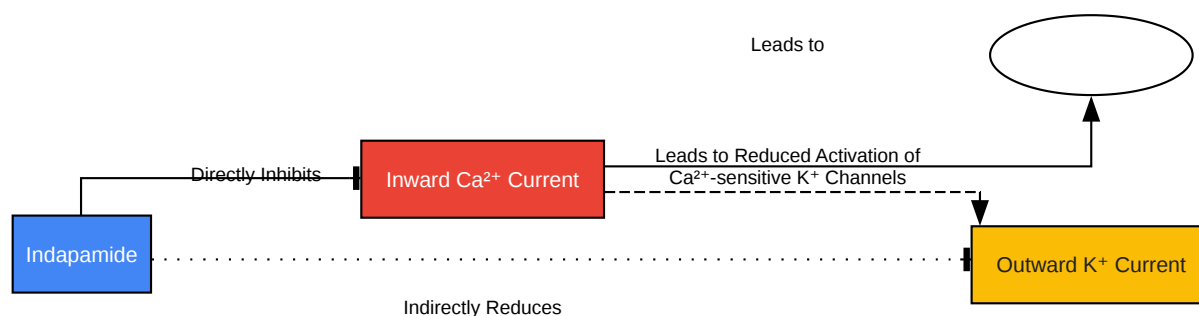 Leads to
Directly Inhibits
Inward Ca²⁺ Current
Leads to Reduced Activation of
Ca²⁺-sensitive K⁺ Channels
Indapamide
Outward K⁺ Current
Indirectly Reduces